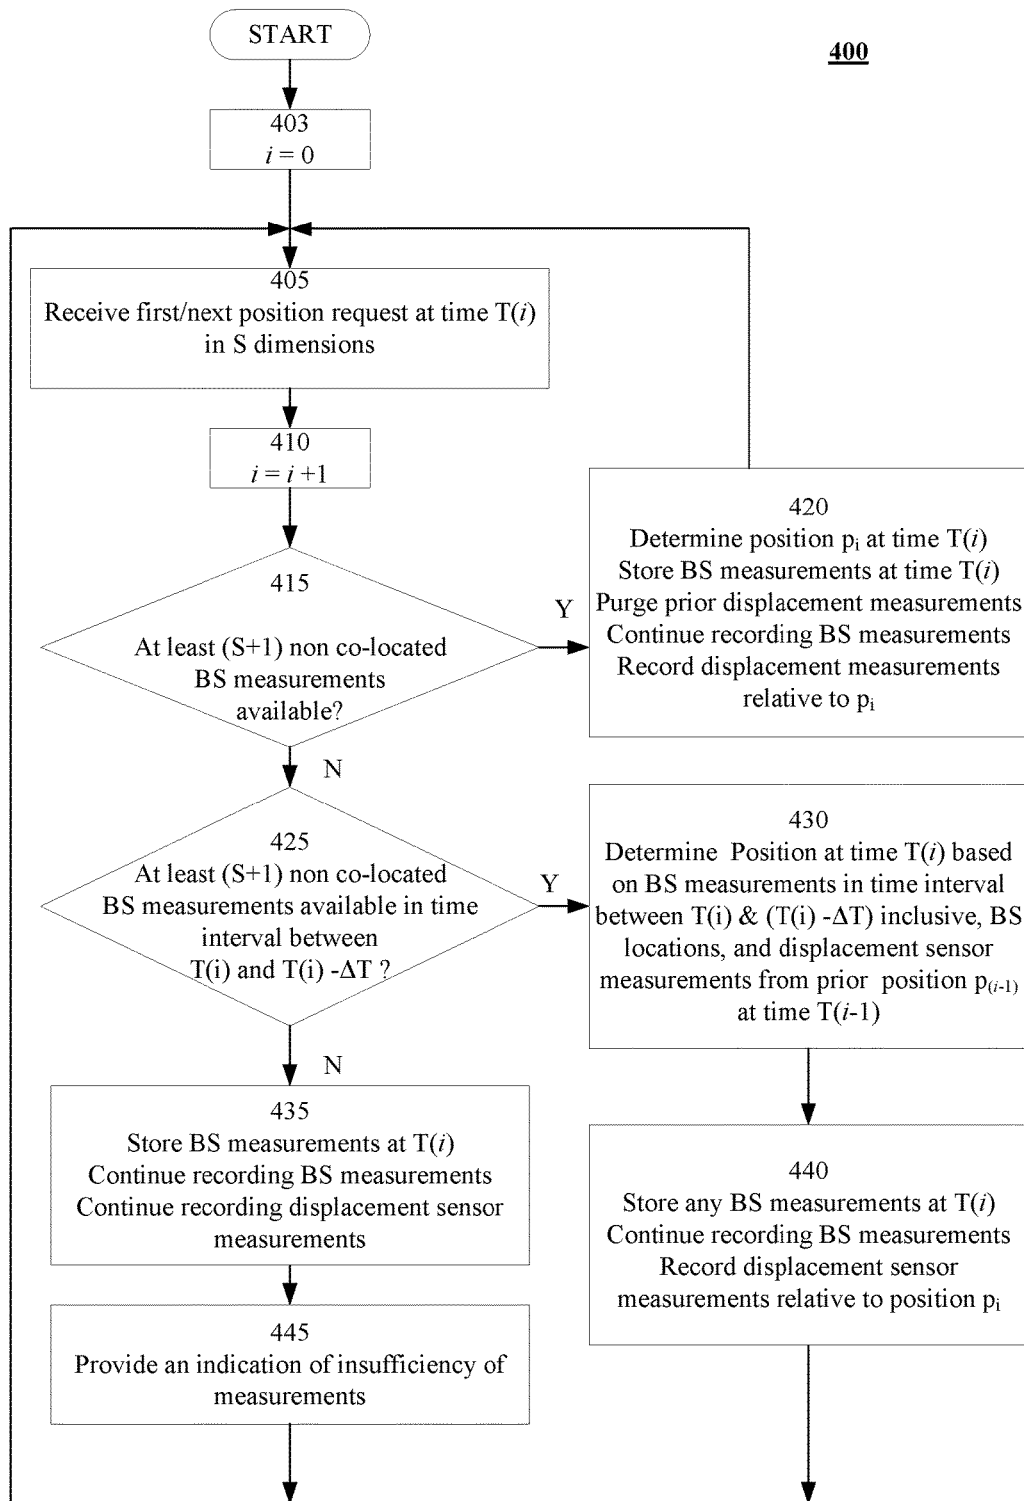 START
400
403
i = 0
405
Receive first/next position request at time T(i)
in S dimensions
410
i = i +1
415
At least (S+1) non co-located
BS measurements
available?
Y
N
420
Determine position pi at time T(i)
Store BS measurements at time T(i)
Purge prior displacement measurements
Continue recording BS measurements
Record displacement measurements
relative to pi
425
At least (S+1) non co-located
BS measurements available in time
interval between
T(i) and T(i) -ΔT ?
Y
N
430
Determine Position at time T(i) based
on BS measurements in time interval
between T(i) & (T(i) -ΔT) inclusive, BS
locations, and displacement sensor
measurements from prior position p(i-1)
at time T(i-1)
435
Store BS measurements at T(i)
Continue recording BS measurements
Continue recording displacement sensor
measurements
440
Store any BS measurements at T(i)
Continue recording BS measurements
Record displacement sensor
measurements relative to position pi
445
Provide an indication of insufficiency of
measurements